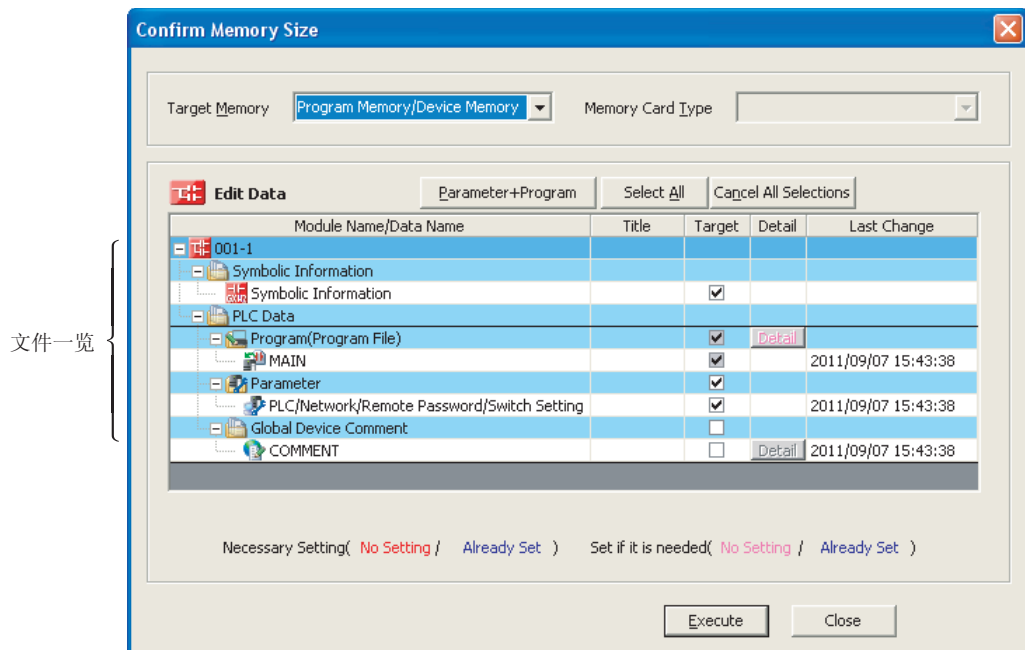 Confirm Memory Size
Target Memory Program Memory/Device Memory Memory Card Type
Edit Data Parameter+Program Select All Cancel All Selections
Module Name/Data Name Title Target Detail Last Change
001-1
Symbolic Information
Symbolic Information
PLC Data
文件一览
Program(Program File) Detail
MAIN 2011/09/07 15:43:38
Parameter
PLC/Network/Remote Password/Switch Setting 2011/09/07 15:43:38
Global Device Comment
COMMENT Detail 2011/09/07 15:43:38
Necessary Setting( No Setting / Already Set ) Set if it is needed( No Setting / Already Set )
Execute Close